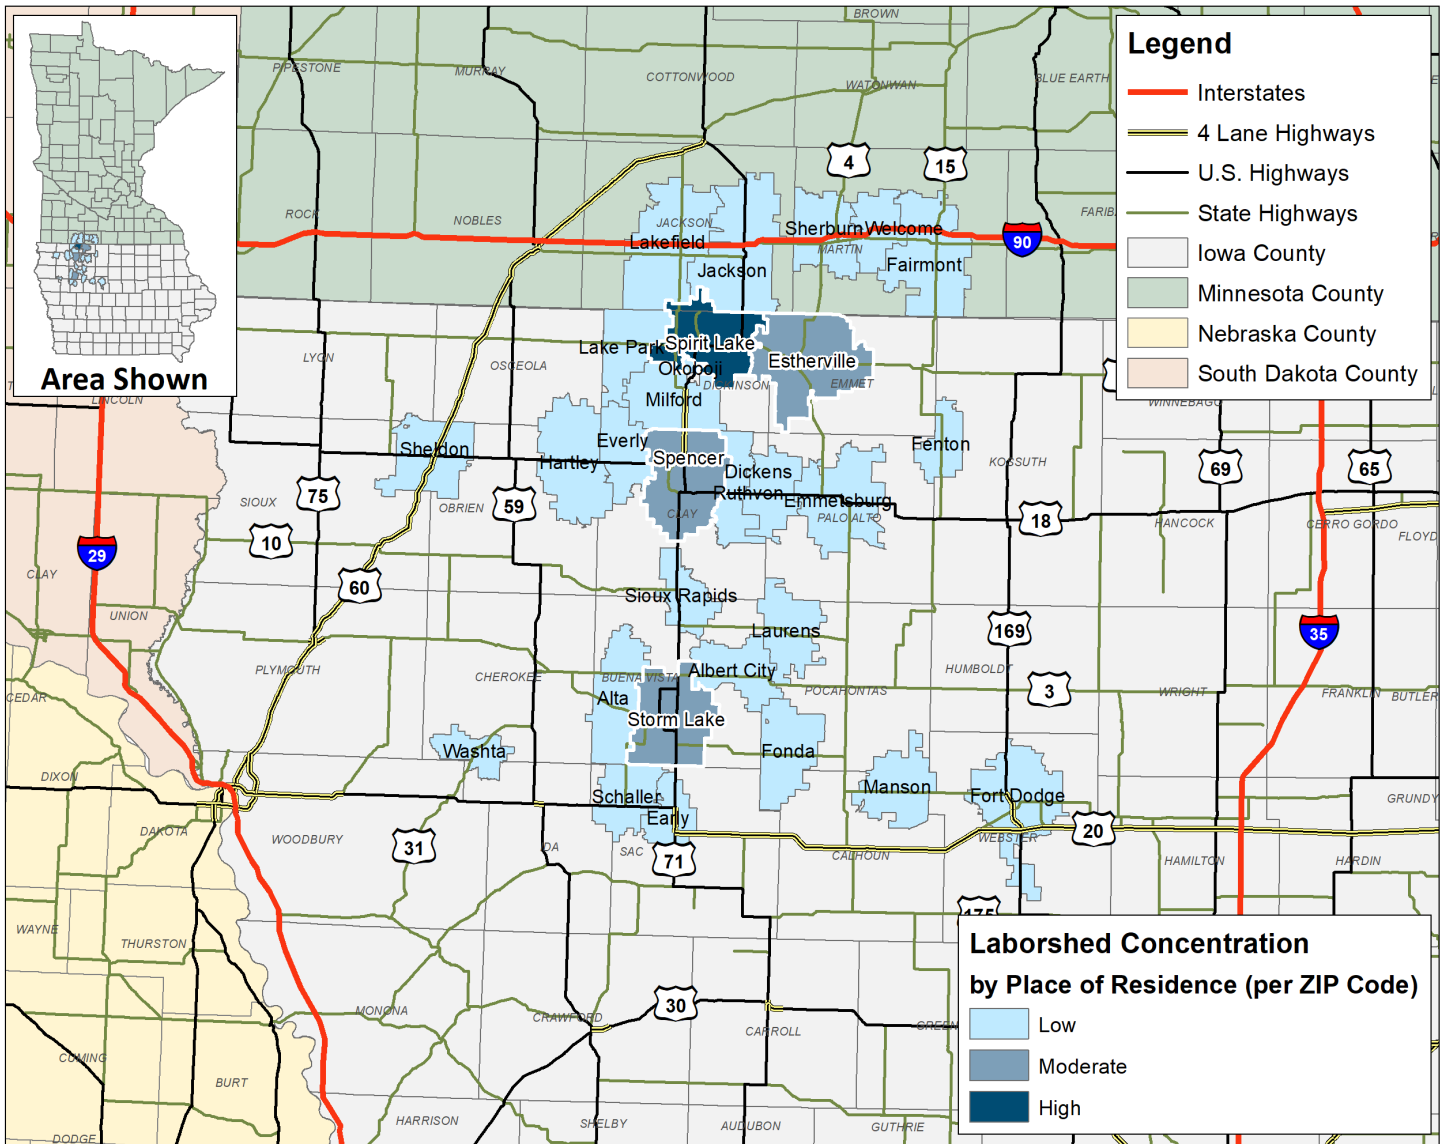 BROWN
PIPESTONE
MURRAY
COTTONWOOD
WATONWAN
BLUE EARTH
Legend
Interstates
4 Lane Highways
U.S. Highways
State Highways
Iowa County
Minnesota County
Nebraska County
South Dakota County
Area Shown
4
15
90
ROCK
NOBLES
JACKSON
MARTIN
FARIB
Lakefield
Sherburn
Welcome
Jackson
Fairmont
LYON
OSCEOLA
DICKINSON
EMMET
WINNEBAGO
LINCOLN
Lake Park
Spirit Lake
Okoboji
Estherville
Milford
Everly
Sheldon
Hartley
Spencer
Dickens
Ruthven
Emmetsburg
Fenton
KOSSUTH
69
65
SIOUX
75
OBRIEN
59
CLAY
PALO ALTO
18
HANCOCK
CERRO GORDO
FLOYD
10
29
CLAY
60
UNION
Sioux Rapids
Laurens
169
35
PLYMOUTH
CHEROKEE
BUENA VISTA
Albert City
POCAHONTAS
HUMBOLDT
3
WRIGHT
FRANKLIN
BUTLER
CEDAR
Alta
Storm Lake
Washta
Fonda
DIXON
Schaller
Manson
Fort Dodge
GRUNDY
Early
DAKOTA
WOODBURY
31
IDA
SAC
71
CALHOUN
WEBSTER
20
HAMILTON
HARDIN
175
WAYNE
THURSTON
MONONA
CRAWFORD
30
CARROLL
GREEN
CUMING
BURT
HARRISON
SHELBY
AUDUBON
GUTHRIE
DODGE
Laborshed Concentration
by Place of Residence (per ZIP Code)
Low
Moderate
High